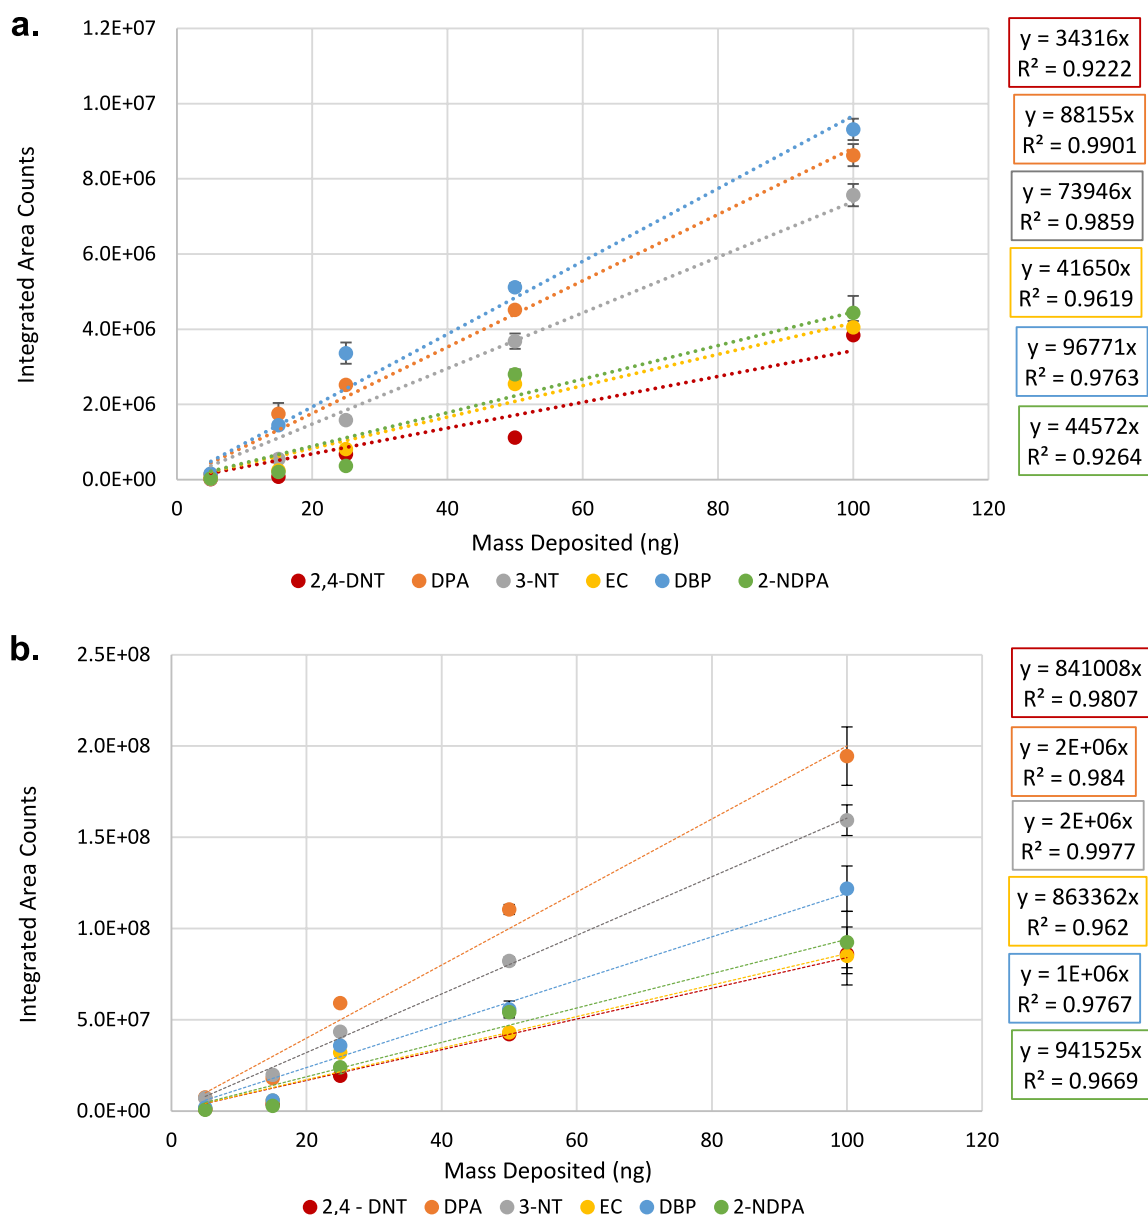 a.
1.2E+07
1.0E+07
8.0E+06
6.0E+06
4.0E+06
2.0E+06
0.0E+00
Integrated Area Counts
0 20 40 60 80 100 120
Mass Deposited (ng)
2,4-DNT DPA 3-NT EC DBP 2-NDPA
y = 34316x
R² = 0.9222
y = 88155x
R² = 0.9901
y = 73946x
R² = 0.9859
y = 41650x
R² = 0.9619
y = 96771x
R² = 0.9763
y = 44572x
R² = 0.9264
b.
2.5E+08
2.0E+08
1.5E+08
1.0E+08
5.0E+07
0.0E+00
Integrated Area Counts
0 20 40 60 80 100 120
Mass Deposited (ng)
2,4 - DNT DPA 3-NT EC DBP 2-NDPA
y = 841008x
R² = 0.9807
y = 2E+06x
R² = 0.984
y = 2E+06x
R² = 0.9977
y = 863362x
R² = 0.962
y = 1E+06x
R² = 0.9767
y = 941525x
R² = 0.9669